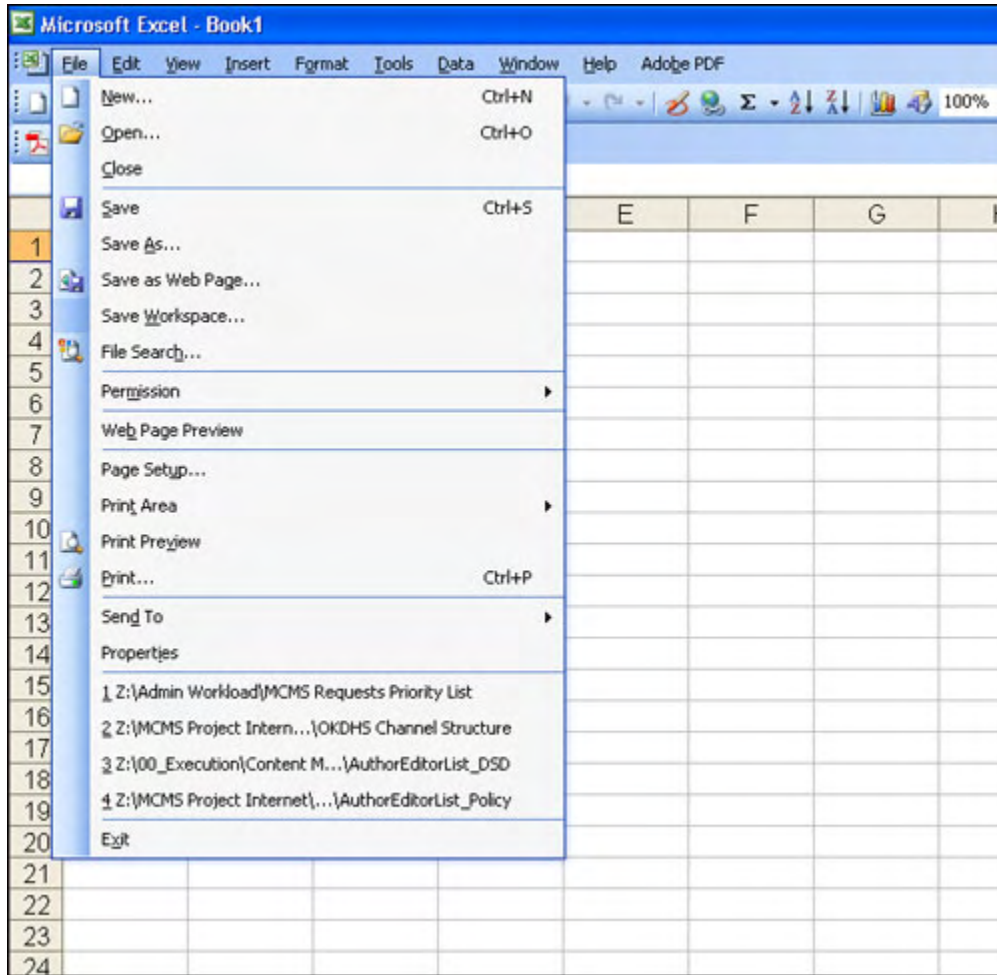 Microsoft Excel - Book1
File Edit View Insert Format Tools Data Window Help Adobe PDF
New... Ctrl+N
100%
Open... Ctrl+O
Close
Save Ctrl+S
E F G
Save As...
1
Save as Web Page...
2
Save Workspace...
3
File Search...
4
5
Permission
6
Web Page Preview
7
Page Setup...
8
Print Area
9
Print Preview
10
Print... Ctrl+P
11
12
Send To
13
Properties
14
1 Z:\Admin Workload\MCMS Requests Priority List
15
2 Z:\MCMS Project Intern...\OKDHS Channel Structure
16
3 Z:\00_Execution\Content M...\AuthorEditorList_DSD
17
18
4 Z:\MCMS Project Internet\...\AuthorEditorList_Policy
19
Exit
20
21
22
23
24